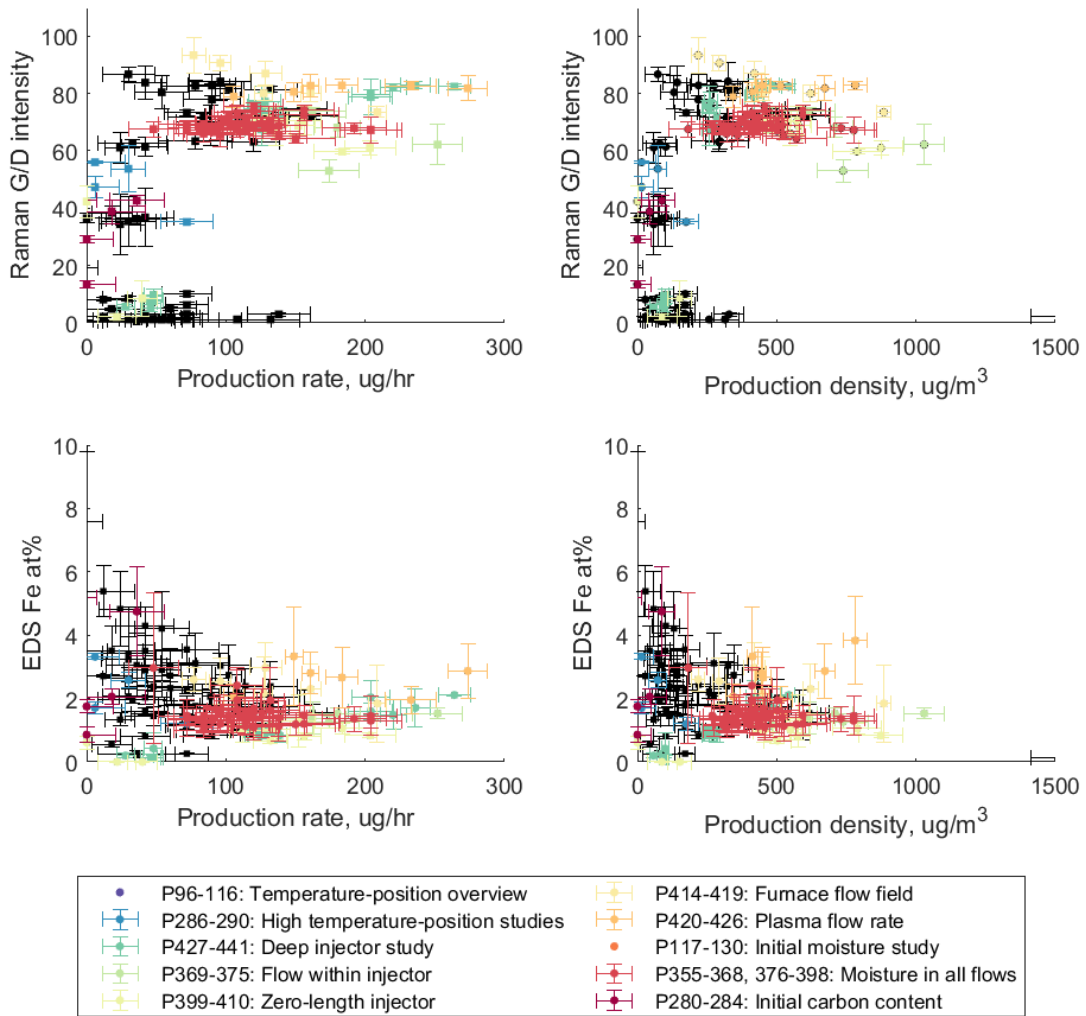 100
80
60
40
20
0
Raman G/D intensity
0 100 200 300
Production rate, ug/hr
100
80
60
40
20
0
Raman G/D intensity
0 500 1000 1500
Production density, ug/m³
10
8
6
4
2
0
EDS Fe at%
0 100 200 300
Production rate, ug/hr
10
8
6
4
2
0
EDS Fe at%
0 500 1000 1500
Production density, ug/m³
P96-116: Temperature-position overview
P286-290: High temperature-position studies
P427-441: Deep injector study
P369-375: Flow within injector
P399-410: Zero-length injector
P414-419: Furnace flow field
P420-426: Plasma flow rate
P117-130: Initial moisture study
P355-368, 376-398: Moisture in all flows
P280-284: Initial carbon content